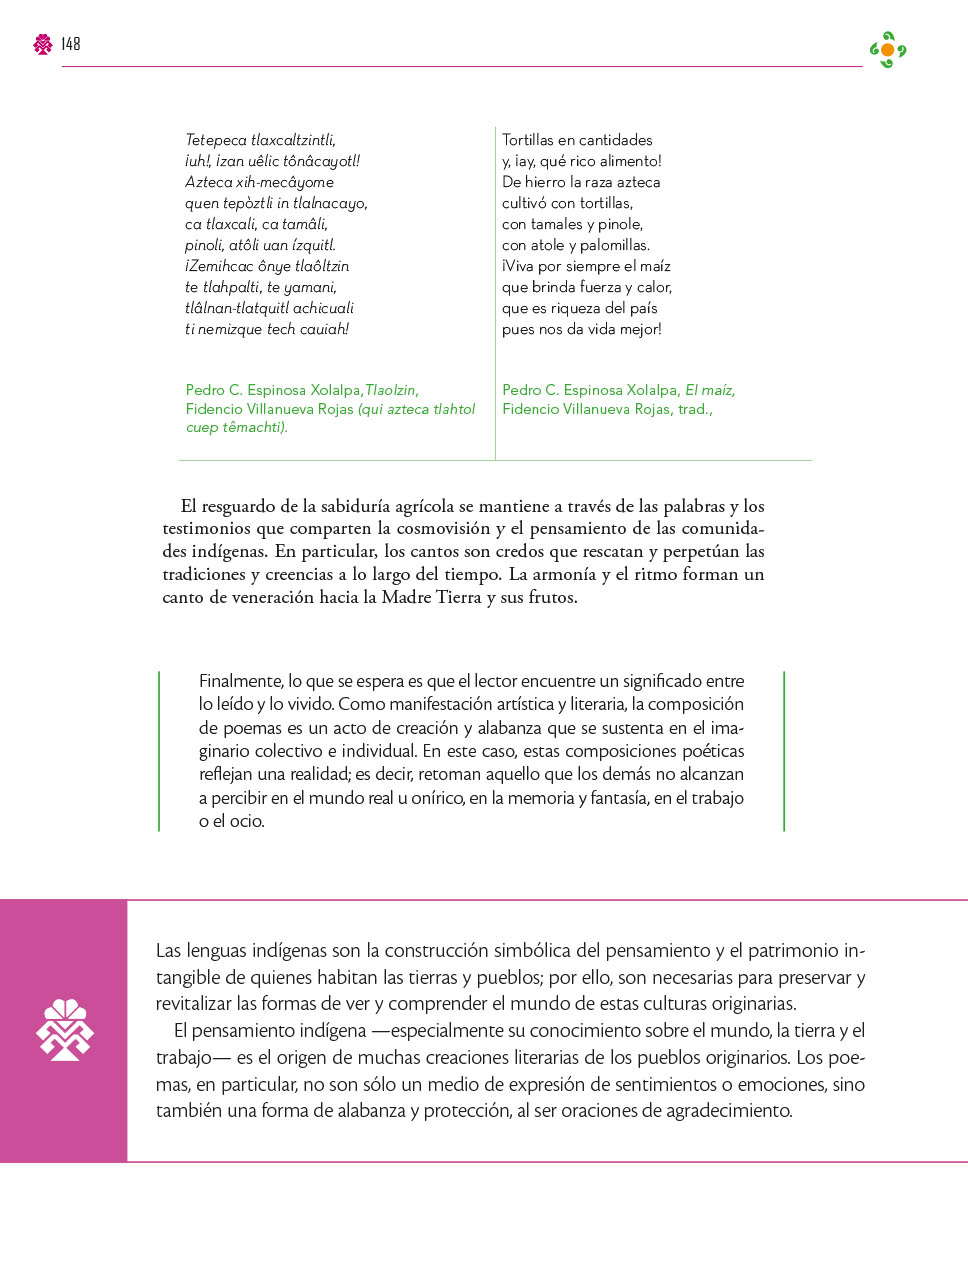 148
Tetepeca tlaxcaltzintli,
¡uh!, ¡zan uêlic tônâcayotl!
Azteca xih-mecâyome
quen tepòztli in tlalnacayo,
ca tlaxcali, ca tamâli,
pinoli, atôli uan ízquitl.
¡Zemihcac ônye tlaôltzin
te tlahpalti, te yamani,
tlâlnan-tlatquitl achicuali
ti nemizque tech cauiah!
Pedro C. Espinosa Xolalpa, Tlaolzin,
Fidencio Villanueva Rojas (qui azteca tlahtol
cuep têmachti).
Tortillas en cantidades
y, ¡ay, qué rico alimento!
De hierro la raza azteca
cultivó con tortillas,
con tamales y pinole,
con atole y palomillas.
¡Viva por siempre el maíz
que brinda fuerza y calor,
que es riqueza del país
pues nos da vida mejor!
Pedro C. Espinosa Xolalpa, El maíz,
Fidencio Villanueva Rojas, trad.,
El resguardo de la sabiduría agrícola se mantiene a través de las palabras y los
testimonios que comparten la cosmovisión y el pensamiento de las comunida-
des indígenas. En particular, los cantos son credos que rescatan y perpetúan las
tradiciones y creencias a lo largo del tiempo. La armonía y el ritmo forman un
canto de veneración hacia la Madre Tierra y sus frutos.
Finalmente, lo que se espera es que el lector encuentre un significado entre
lo leído y lo vivido. Como manifestación artística y literaria, la composición
de poemas es un acto de creación y alabanza que se sustenta en el ima-
ginario colectivo e individual. En este caso, estas composiciones poéticas
reflejan una realidad; es decir, retoman aquello que los demás no alcanzan
a percibir en el mundo real u onírico, en la memoria y fantasía, en el trabajo
o el ocio.
Las lenguas indígenas son la construcción simbólica del pensamiento y el patrimonio in-
tangible de quienes habitan las tierras y pueblos; por ello, son necesarias para preservar y
revitalizar las formas de ver y comprender el mundo de estas culturas originarias.
El pensamiento indígena —especialmente su conocimiento sobre el mundo, la tierra y el
trabajo— es el origen de muchas creaciones literarias de los pueblos originarios. Los poe-
mas, en particular, no son sólo un medio de expresión de sentimientos o emociones, sino
también una forma de alabanza y protección, al ser oraciones de agradecimiento.